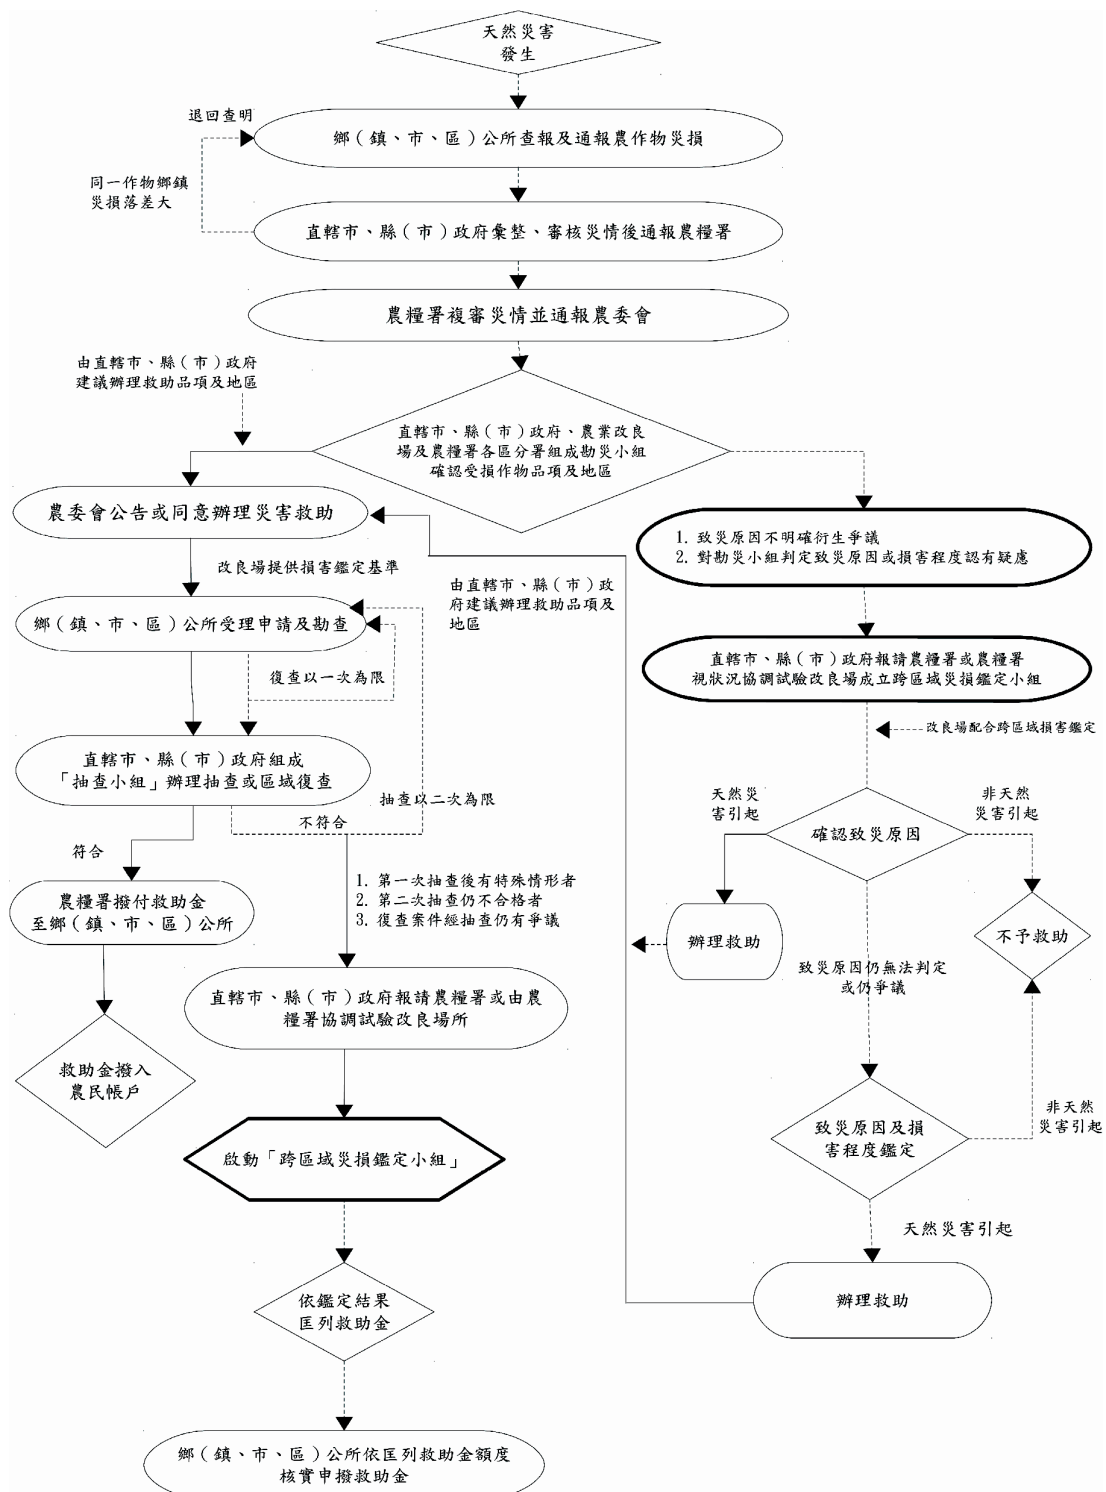 天然災害
發生
退回查明
鄉（鎮、市、區）公所查報及通報農作物災損
同一作物鄉鎮
災損落差大
直轄市、縣（市）政府彙整、審核災情後通報農糧署
農糧署複審災情並通報農委會
由直轄市、縣（市）政府
建議辦理救助品項及地區
直轄市、縣（市）政府、農業改良
場及農糧署各區分署組成勘災小組
確認受損作物品項及地區
農委會公告或同意辦理災害救助
1. 致災原因不明確衍生爭議
2. 對勘災小組判定致災原因或損害程度認有疑慮
改良場提供損害鑑定基準
由直轄市、縣（市）政
府建議辦理救助品項及
地區
鄉（鎮、市、區）公所受理申請及勘查
復查以一次為限
直轄市、縣（市）政府報請農糧署或農糧署
視狀況協調試驗改良場成立跨區域災損鑑定小組
改良場配合跨區域損害鑑定
直轄市、縣（市）政府組成
「抽查小組」辦理抽查或區域復查
抽查以二次為限
不符合
天然災
害引起
非天然
災害引起
確認致災原因
符合
農糧署撥付救助金
至鄉（鎮、市、區）公所
1. 第一次抽查後有特殊情形者
2. 第二次抽查仍不合格者
3. 復查案件經抽查仍有爭議
辦理救助
不予救助
致災原因仍無法判定
或仍爭議
直轄市、縣（市）政府報請農糧署或由農
糧署協調試驗改良場所
救助金撥入
農民帳戶
致災原因及損
害程度鑑定
非天然
災害引起
啟動「跨區域災損鑑定小組」
天然災害引起
依鑑定結果
匡列救助金
辦理救助
鄉（鎮、市、區）公所依匡列救助金額度
核實申撥救助金